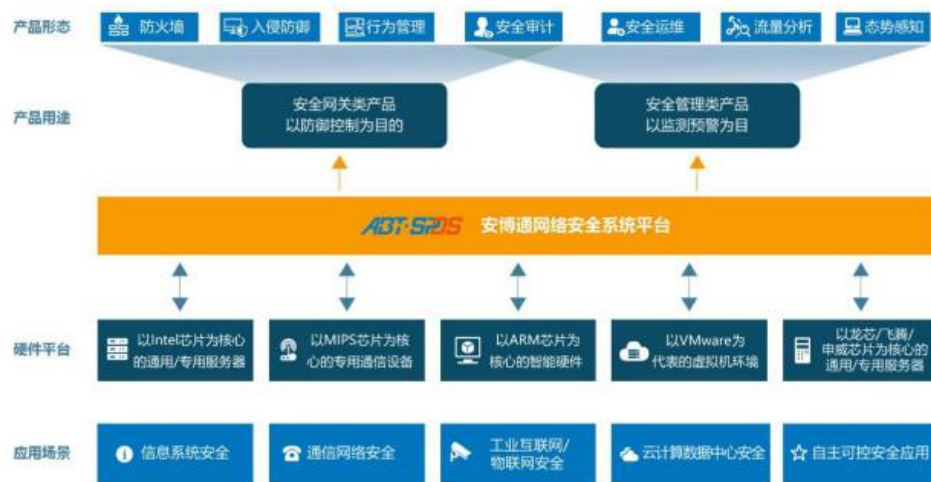 产品形态
防火墙
入侵防御
行为管理
安全审计
安全运维
流量分析
态势感知
产品用途
安全网关类产品
以防御控制为目的
安全管理类产品
以监测预警为目
ABT·SPOS 安博通网络安全系统平台
硬件平台
以Intel芯片为核心
的通用/专用服务器
以MIPS芯片为核
心的专用通信设备
以ARM芯片为
核心的智能硬件
以VMware为
代表的虚拟机环境
以龙芯/飞腾/
申威芯片为核心的
通用/专用服务器
应用场景
信息系统安全
通信网络安全
工业互联网/
物联网安全
云计算数据中心安全
自主可控安全应用